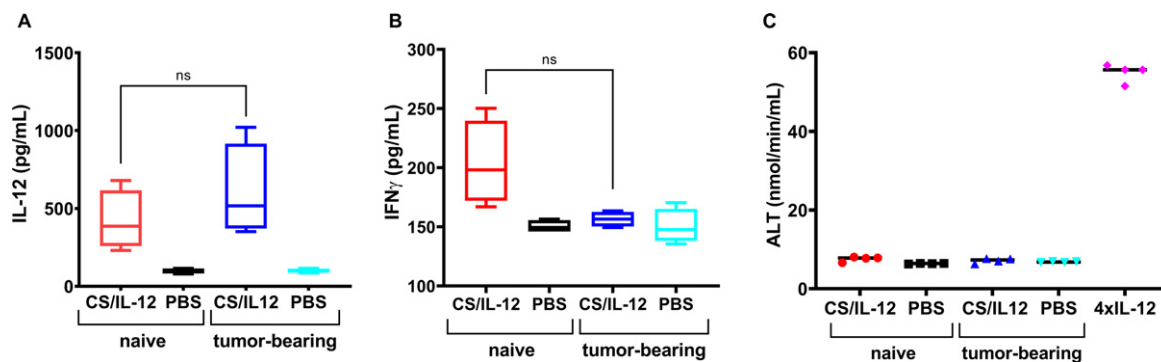 A
IL-12 (pg/mL)
1500
1000
500
0
ns
CS/IL-12 PBS CS/IL12 PBS
naive tumor-bearing
B
IFNγ (pg/mL)
300
250
200
150
100
ns
CS/IL-12 PBS CS/IL-12 PBS
naive tumor-bearing
C
ALT (nmol/min/mL)
60
40
20
0
CS/IL-12 PBS CS/IL12 PBS 4xIL-12
naive tumor-bearing